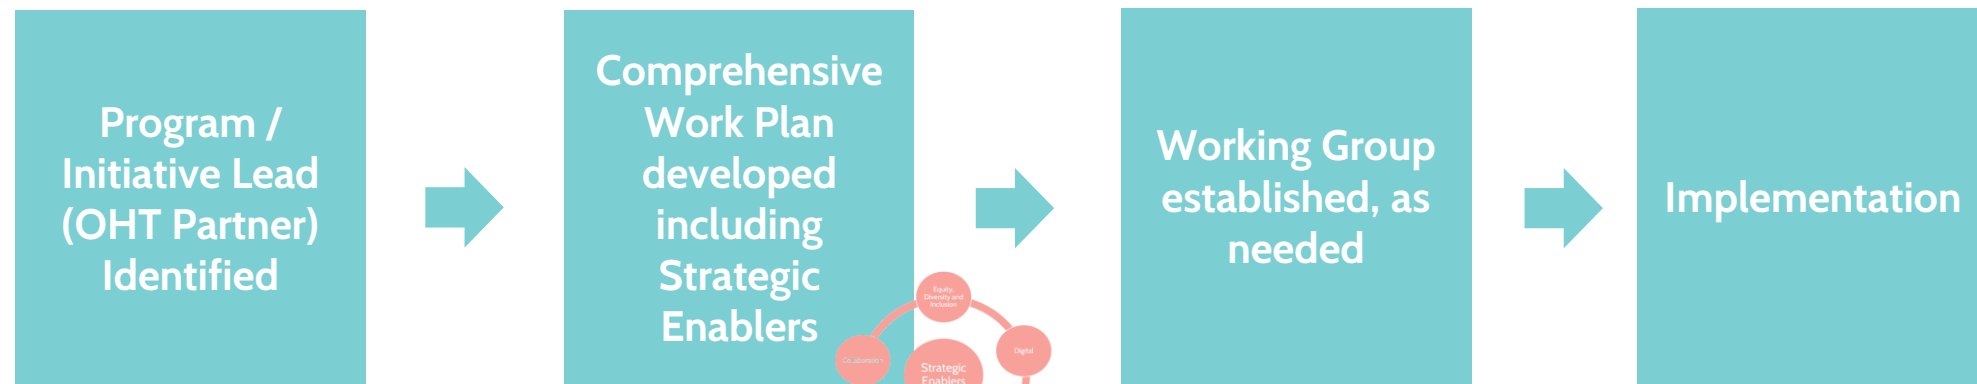 Program /
Initiative Lead
(OHT Partner)
Identified
Comprehensive
Work Plan
developed
including
Strategic
Enablers
Equity,
Diversity and
Inclusion
Collaboration
Digital
Strategic
Enablers
Working Group
established, as
needed
Implementation